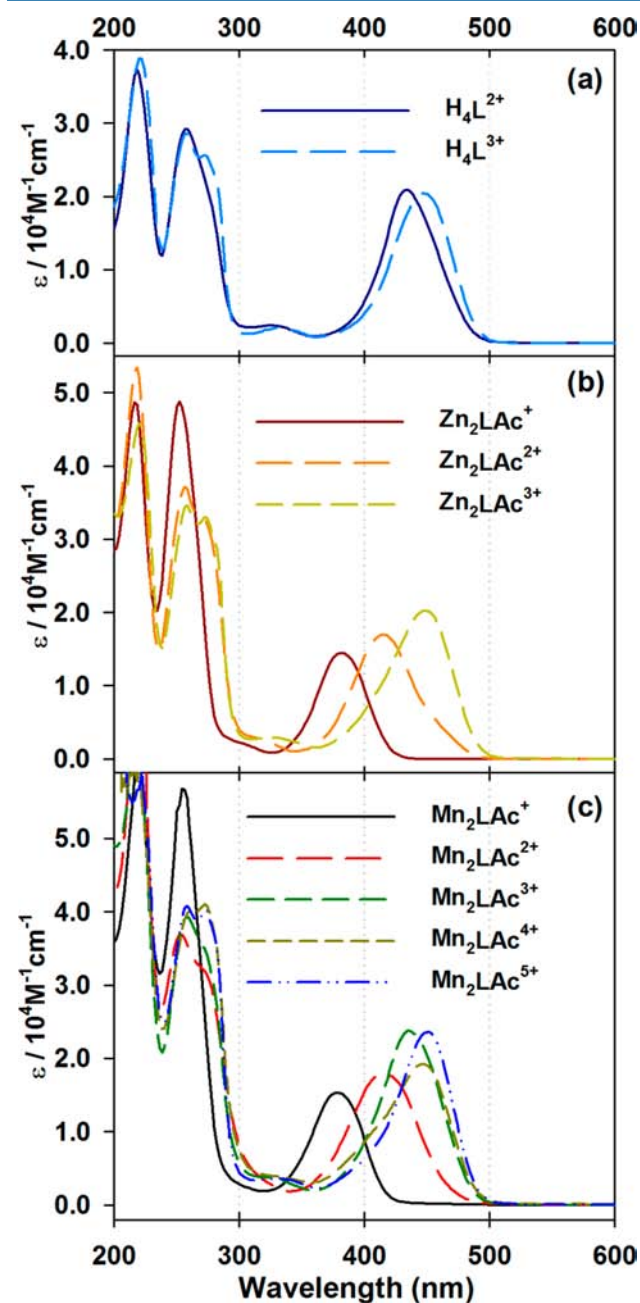 200 300 400 500 600
4.0
(a)
H₄L²⁺
3.0
H₄L³⁺
2.0
1.0
0.0
ε / 10⁴M⁻¹cm⁻¹
(b)
5.0
Zn₂LAc⁺
4.0
Zn₂LAc²⁺
3.0
Zn₂LAc³⁺
2.0
1.0
0.0
ε / 10⁴M⁻¹cm⁻¹
(c)
Mn₂LAc⁺
5.0
Mn₂LAc²⁺
4.0
Mn₂LAc³⁺
Mn₂LAc⁴⁺
3.0
Mn₂LAc⁵⁺
2.0
1.0
0.0
ε / 10⁴M⁻¹cm⁻¹
200 300 400 500 600
Wavelength (nm)